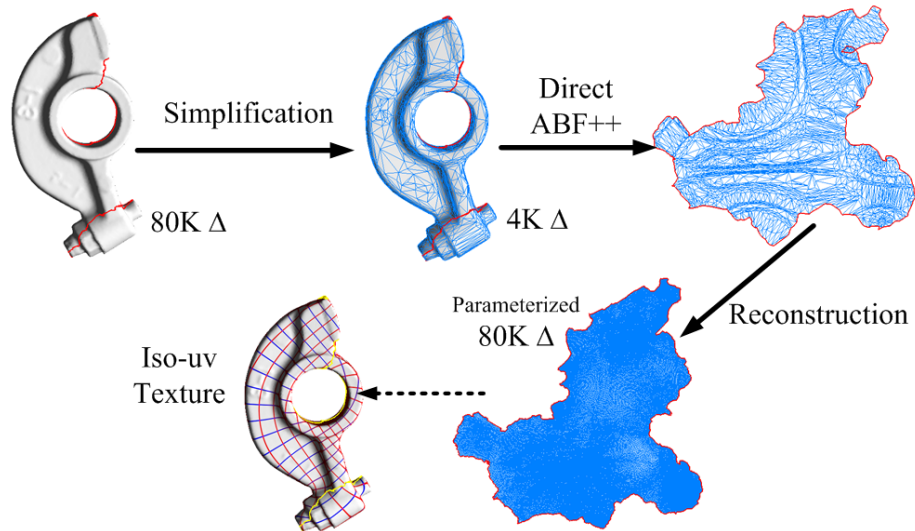 Simplification
Direct
ABF++
80K Δ
4K Δ
Parameterized
80K Δ
Reconstruction
Iso-uv
Texture